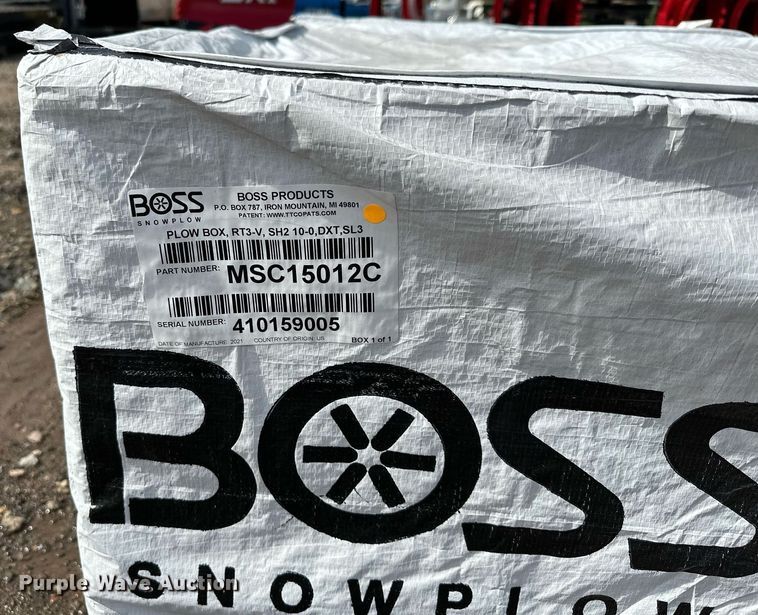 BOSS PRODUCTS
P.O. BOX 787, IRON MOUNTAIN, MI 49801
PATENT: WWW.TTCOPATS.COM
BOSS
SNOWPLOW
PLOW BOX, RT3-V, SH2 10-0,DXT,SL3
PART NUMBER: MSC15012C
SERIAL NUMBER: 410159005
DATE OF MANUFACTURE: 2021 COUNTRY OF ORIGIN: US BOX 1 of 1
BOSS
SNOWPLOW
Purple Wave Auction